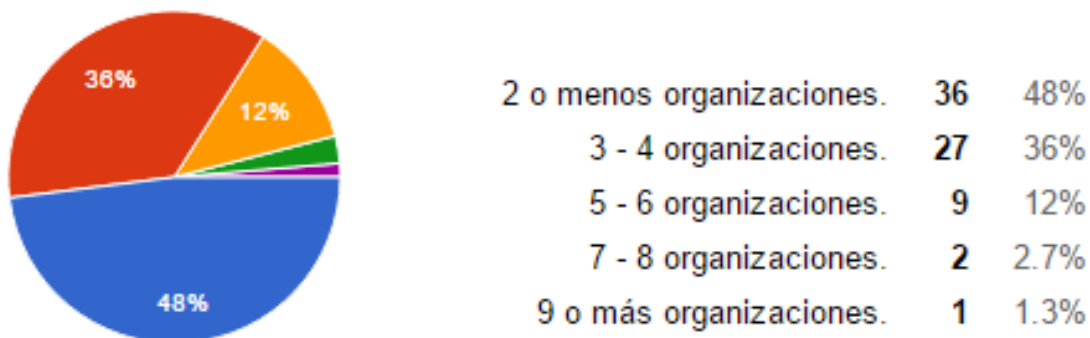 36%
12%
48%
2 o menos organizaciones. 36 48%
3 - 4 organizaciones. 27 36%
5 - 6 organizaciones. 9 12%
7 - 8 organizaciones. 2 2.7%
9 o más organizaciones. 1 1.3%